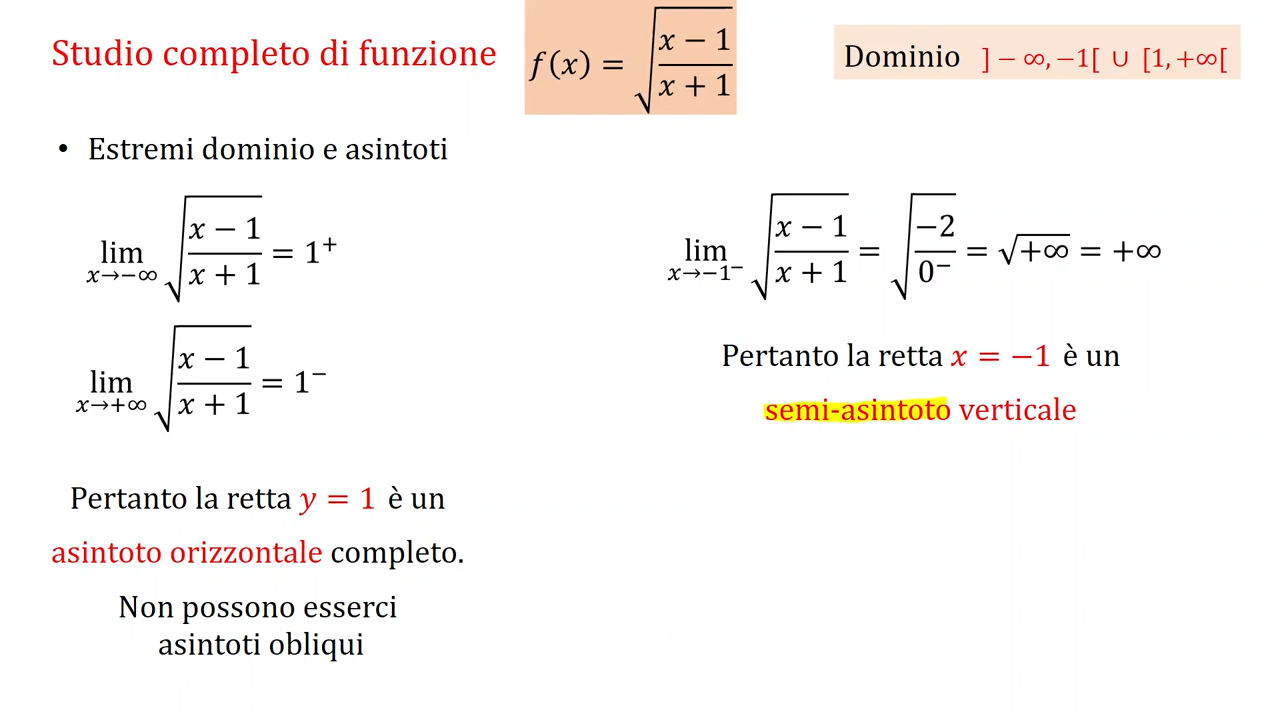 Studio completo di funzione
f(x) = √((x − 1)/(x + 1))
Dominio ] − ∞, −1[ ∪ [1, +∞[
• Estremi dominio e asintoti
lim x→−∞ √((x − 1)/(x + 1)) = 1⁺
lim x→+∞ √((x − 1)/(x + 1)) = 1⁻
Pertanto la retta y = 1 è un
asintoto orizzontale completo.
Non possono esserci
asintoti obliqui
lim x→−1⁻ √((x − 1)/(x + 1)) = √(−2/0⁻) = √+∞ = +∞
Pertanto la retta x = −1 è un
semi-asintoto verticale